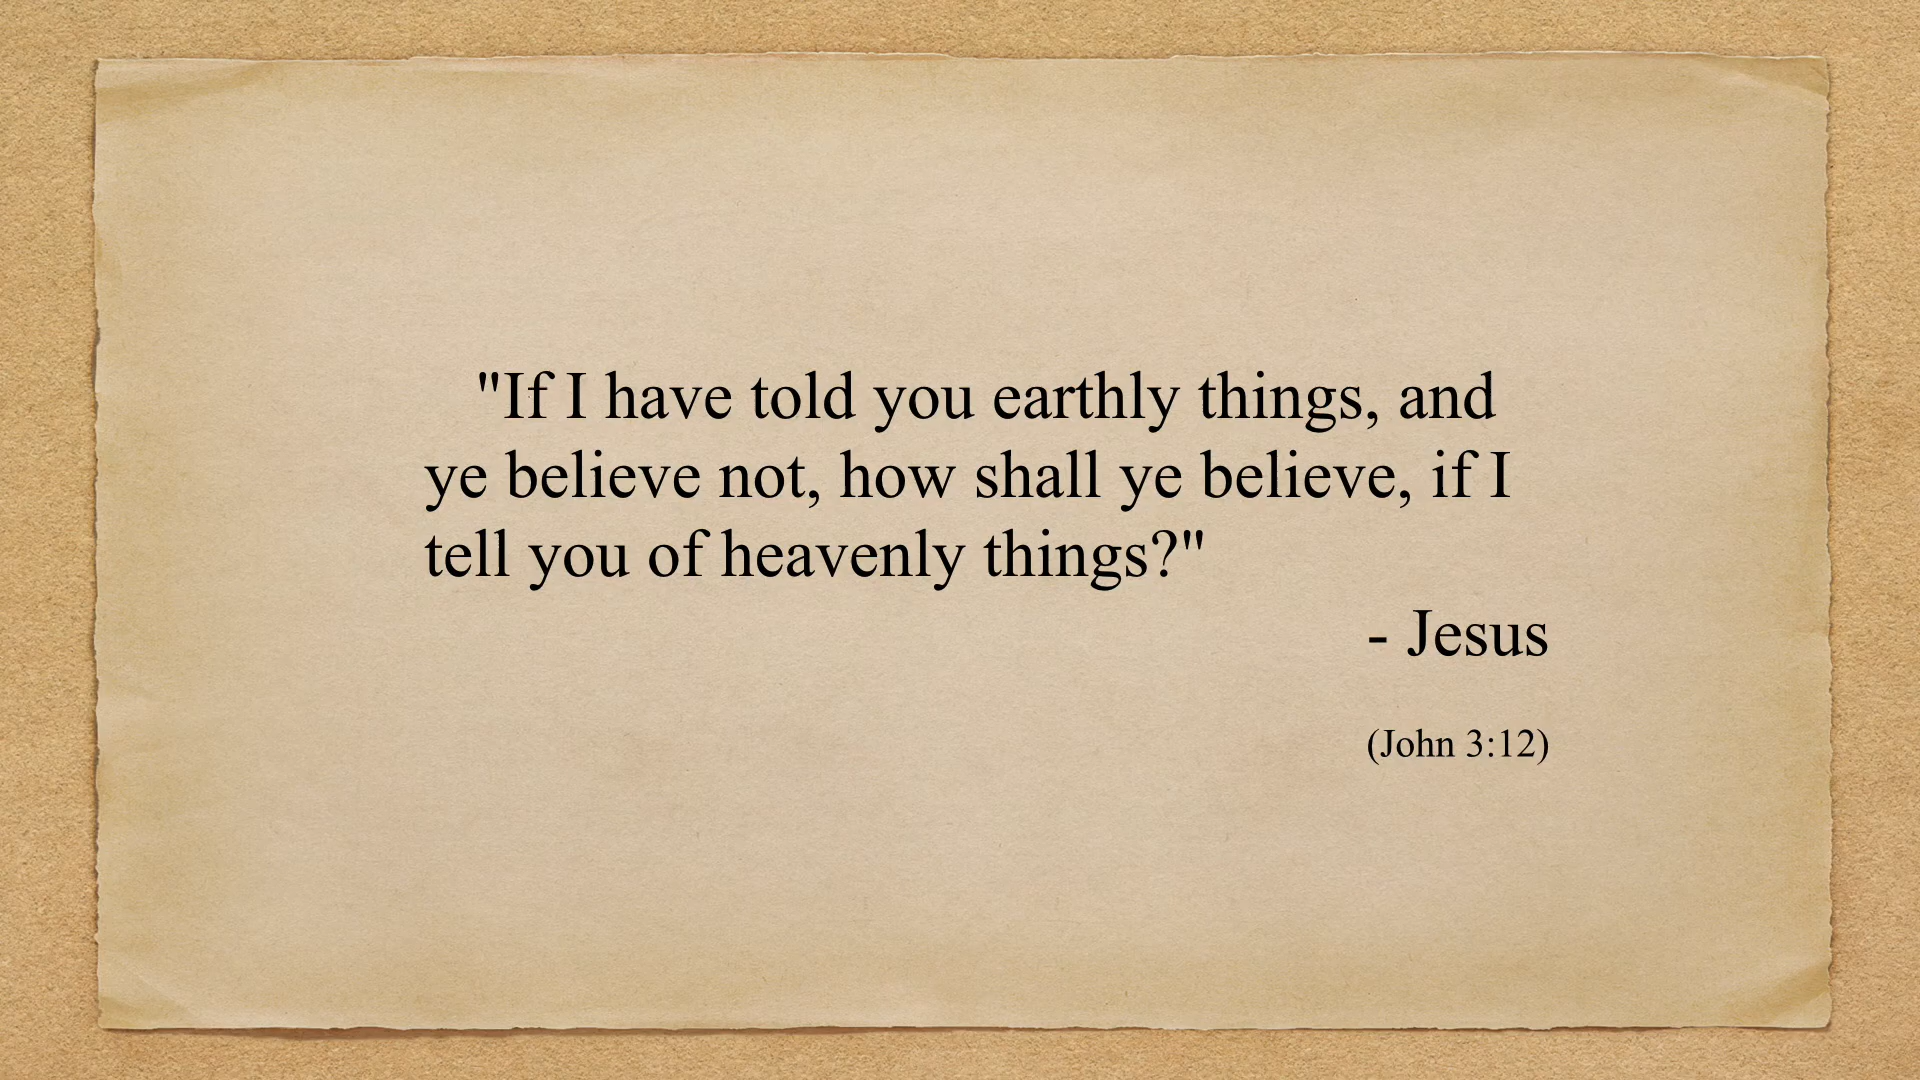 "If I have told you earthly things, and
ye believe not, how shall ye believe, if I
tell you of heavenly things?"
- Jesus
(John 3:12)